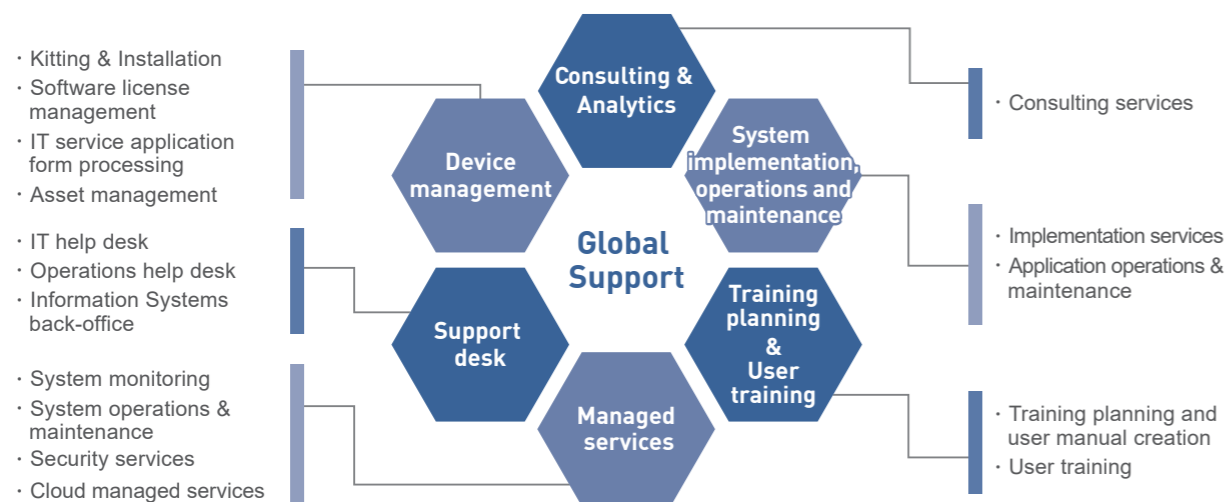 · Kitting & Installation
· Software license
management
· IT service application
form processing
· Asset management
· IT help desk
· Operations help desk
· Information Systems
back-office
· System monitoring
· System operations &
maintenance
· Security services
· Cloud managed services
Consulting &
Analytics
Device
management
System
implementation,
operations and
maintenance
Global
Support
Support
desk
Training
planning
&
User
training
Managed
services
· Consulting services
· Implementation services
· Application operations &
maintenance
· Training planning and
user manual creation
· User training